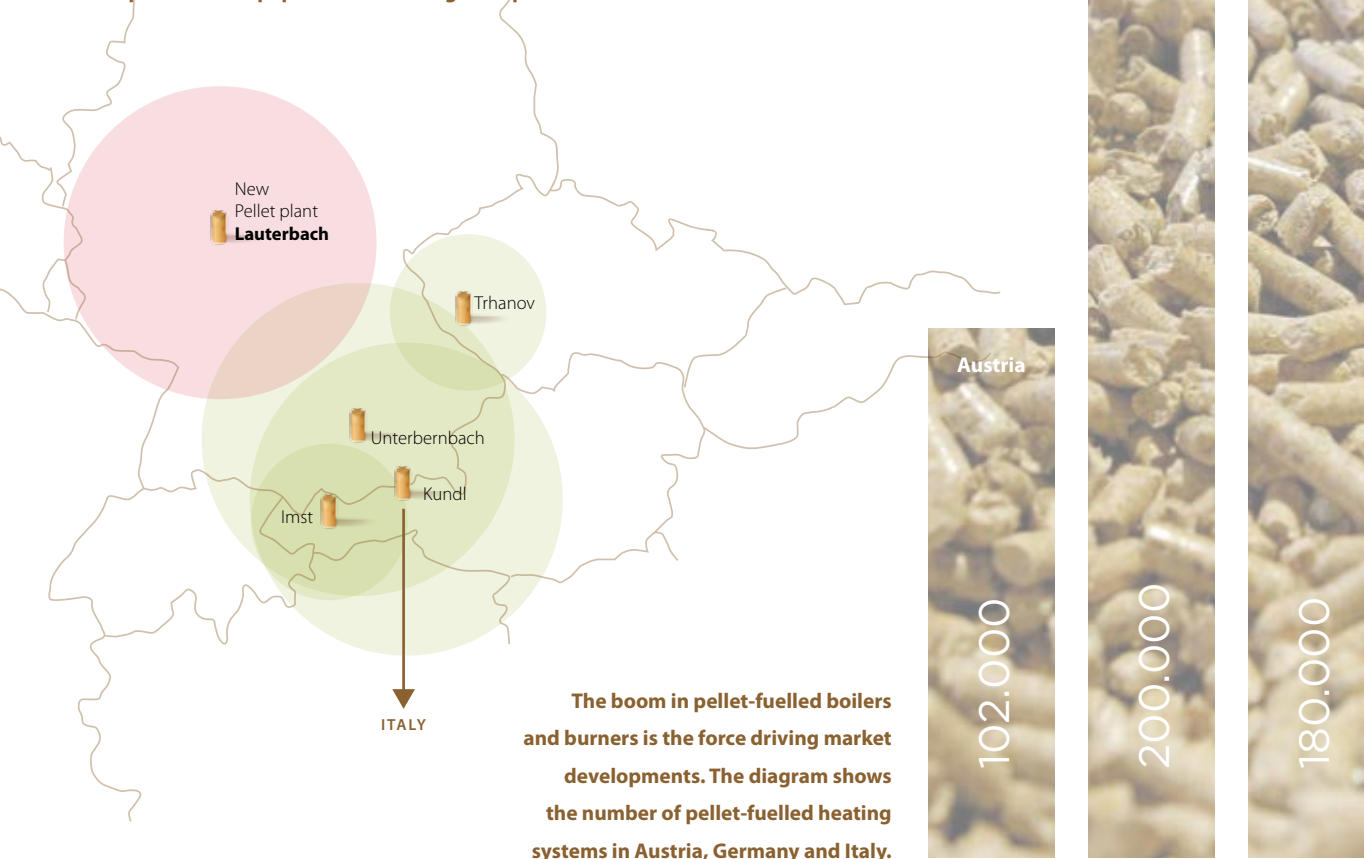 New
Pellet plant
Lauterbach
Trhanov
Unterbernbach
Kundl
Imst
ITALY
The boom in pellet-fuelled boilers
and burners is the force driving market
developments. The diagram shows
the number of pellet-fuelled heating
systems in Austria, Germany and Italy.
Austria
102.000
200.000
180.000